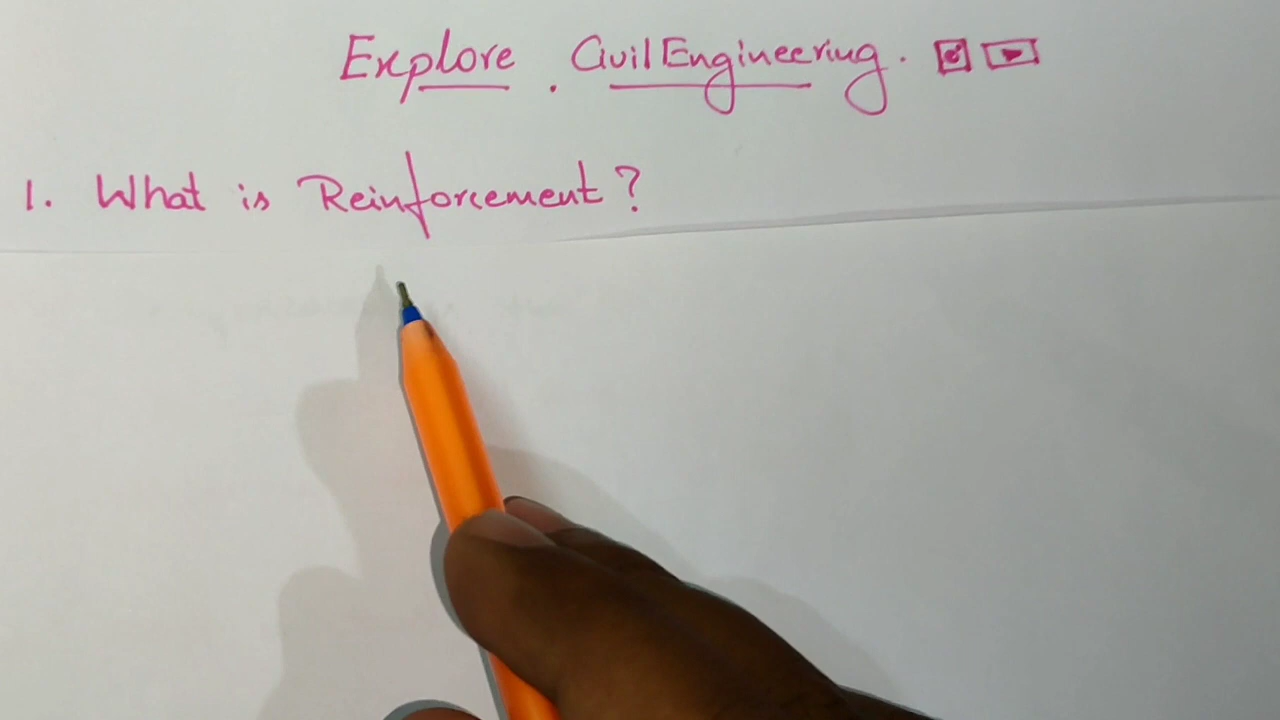 Explore . Civil Engineering.
1. What is Reinforcement?